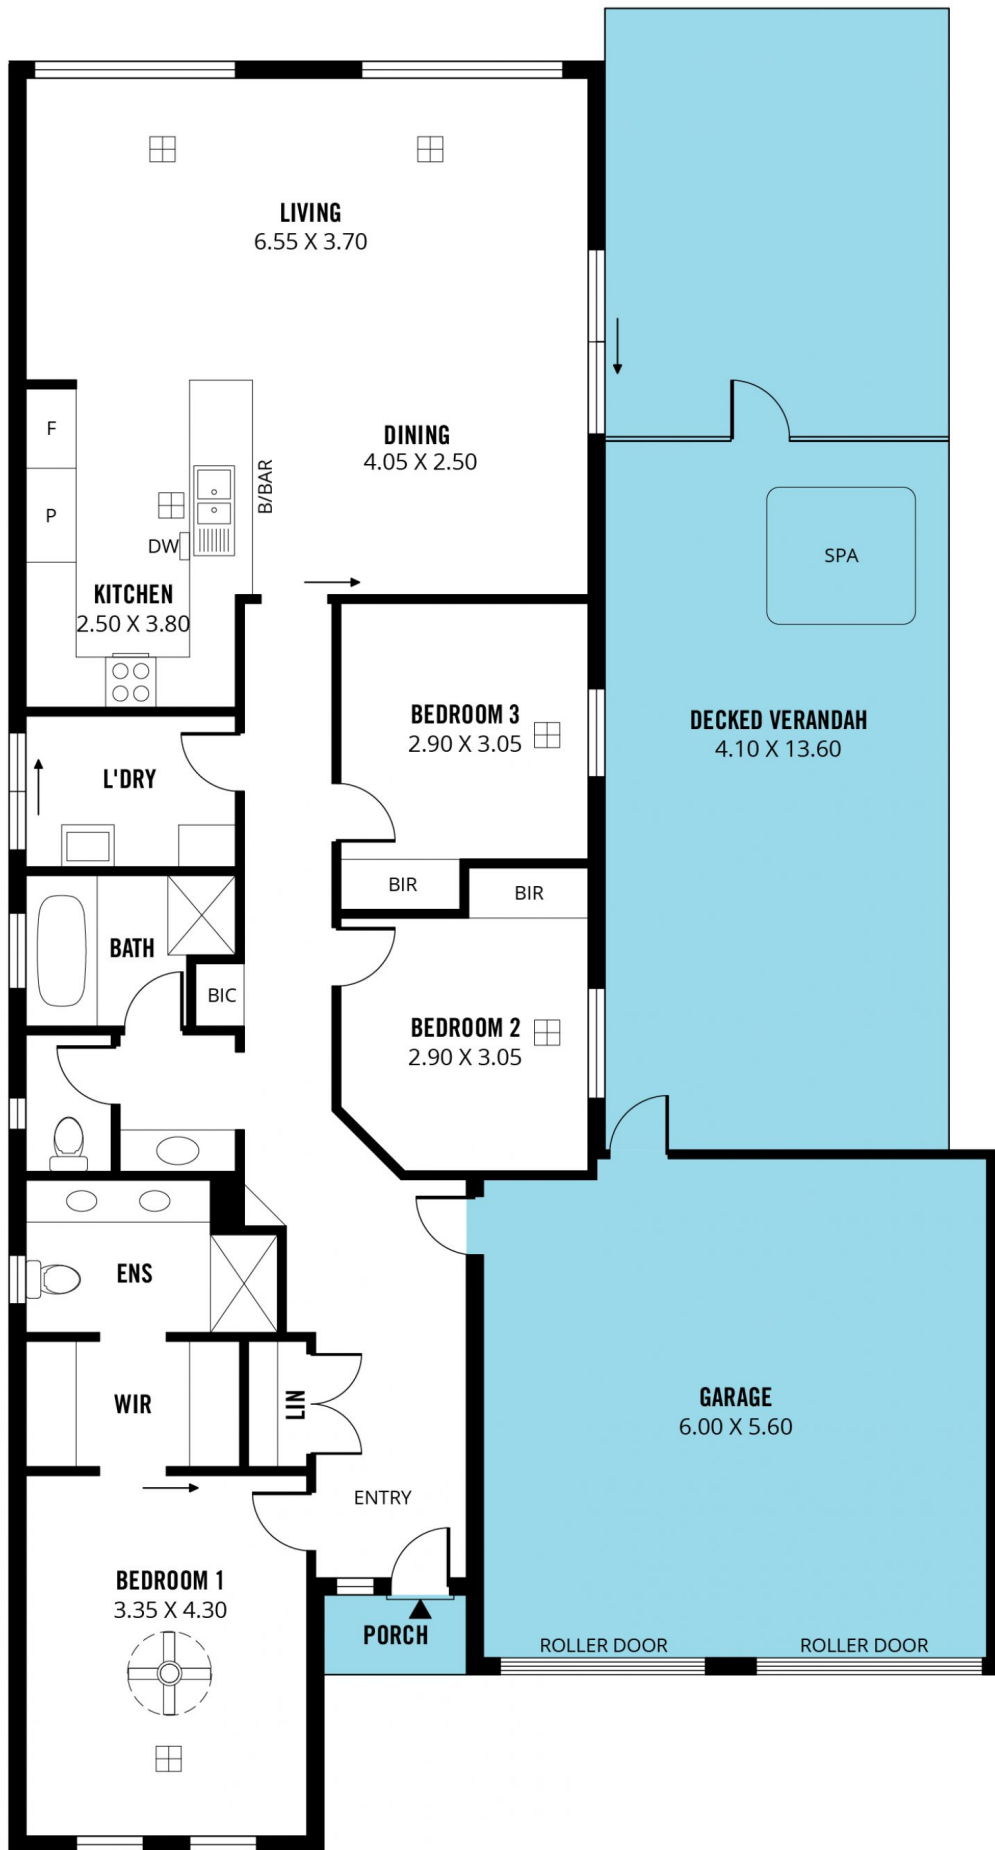 LIVING
6.55 X 3.70
DINING
4.05 X 2.50
F
P
B/BAR
DW
KITCHEN
2.50 X 3.80
SPA
DECKED VERANDAH
4.10 X 13.60
BEDROOM 3
2.90 X 3.05
L'DRY
BIR
BIR
BATH
BIC
BEDROOM 2
2.90 X 3.05
ENS
WIR
LIN
GARAGE
6.00 X 5.60
ENTRY
BEDROOM 1
3.35 X 4.30
PORCH
ROLLER DOOR
ROLLER DOOR